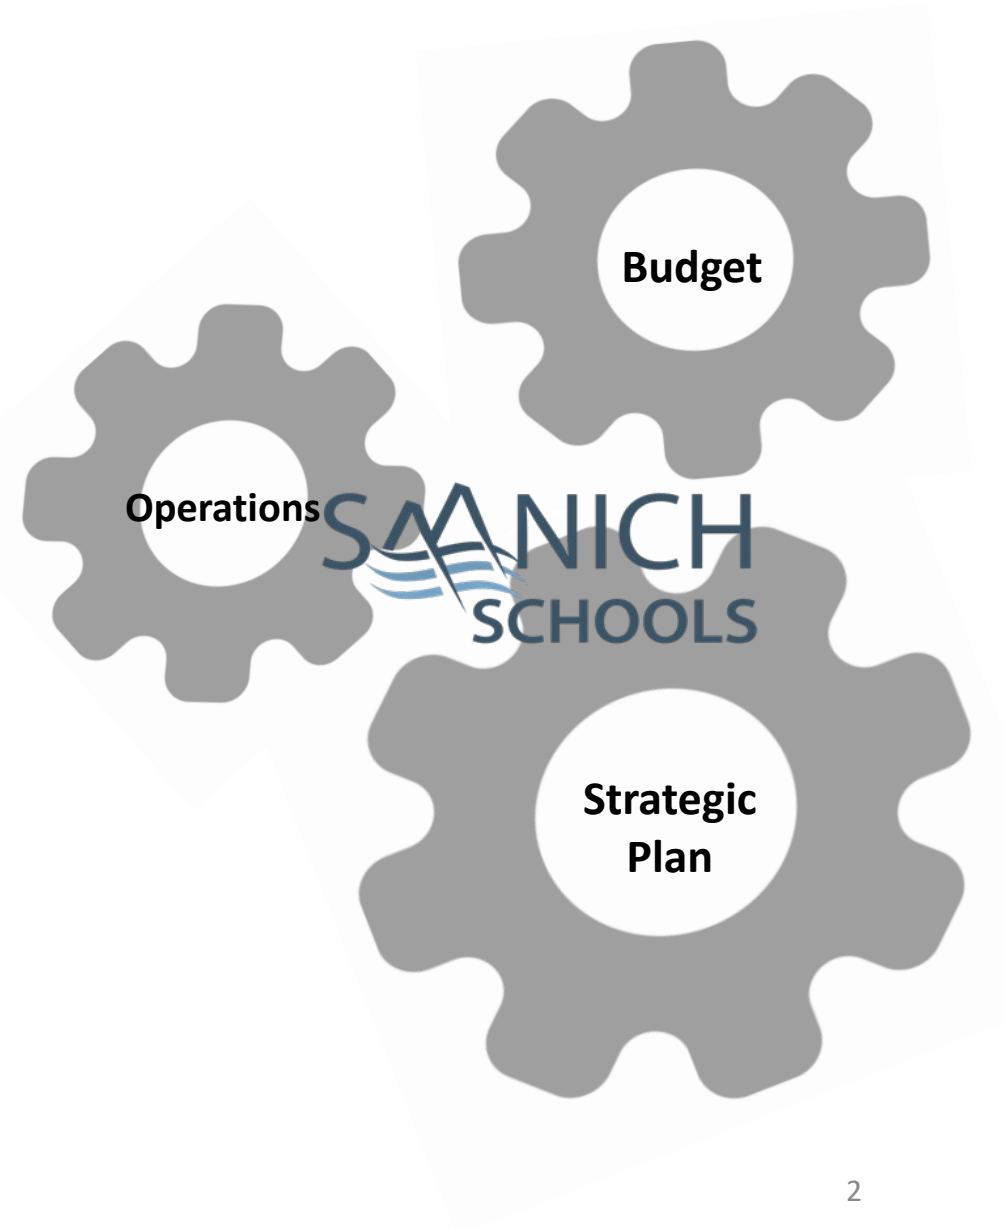 Budget
Operations
SAANICH
SCHOOLS
Strategic
Plan
2